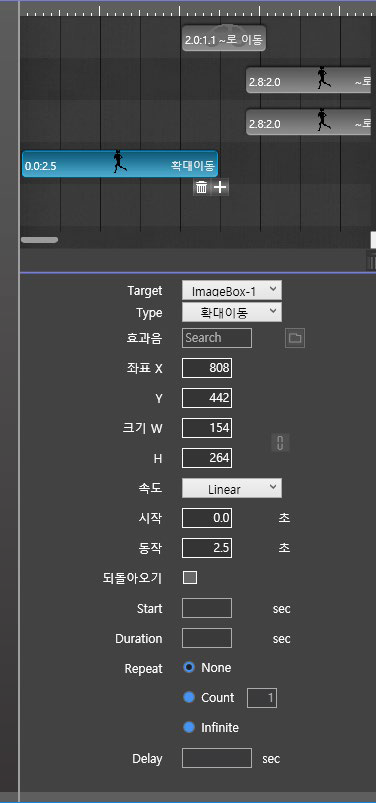 2.0:1.1 ~로 이동
2.8:2.0 ~로
2.8:2.0 ~로
0.0:2.5 확대이동
Target ImageBox-1
Type 확대이동
효과음 Search
좌표 X 808
Y 442
크기 W 154
H 264
속도 Linear
시작 0.0 초
동작 2.5 초
되돌아오기
Start sec
Duration sec
Repeat None
Count 1
Infinite
Delay sec